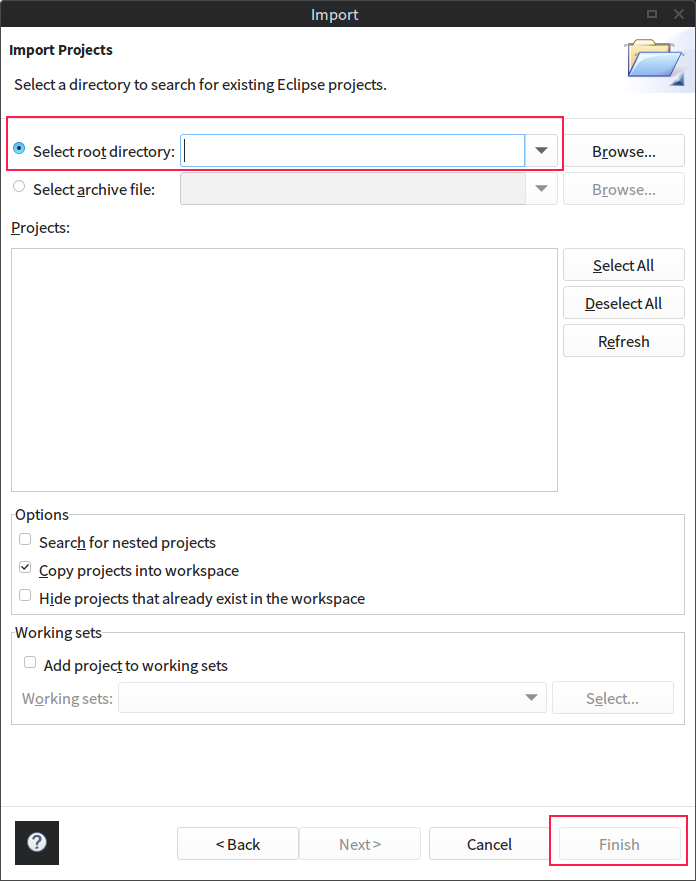 Import
Import Projects
Select a directory to search for existing Eclipse projects.
Select root directory: Browse...
Select archive file: Browse...
Projects:
Select All
Deselect All
Refresh
Options
Search for nested projects
Copy projects into workspace
Hide projects that already exist in the workspace
Working sets
Add project to working sets
Working sets: Select...
? < Back Next > Cancel Finish